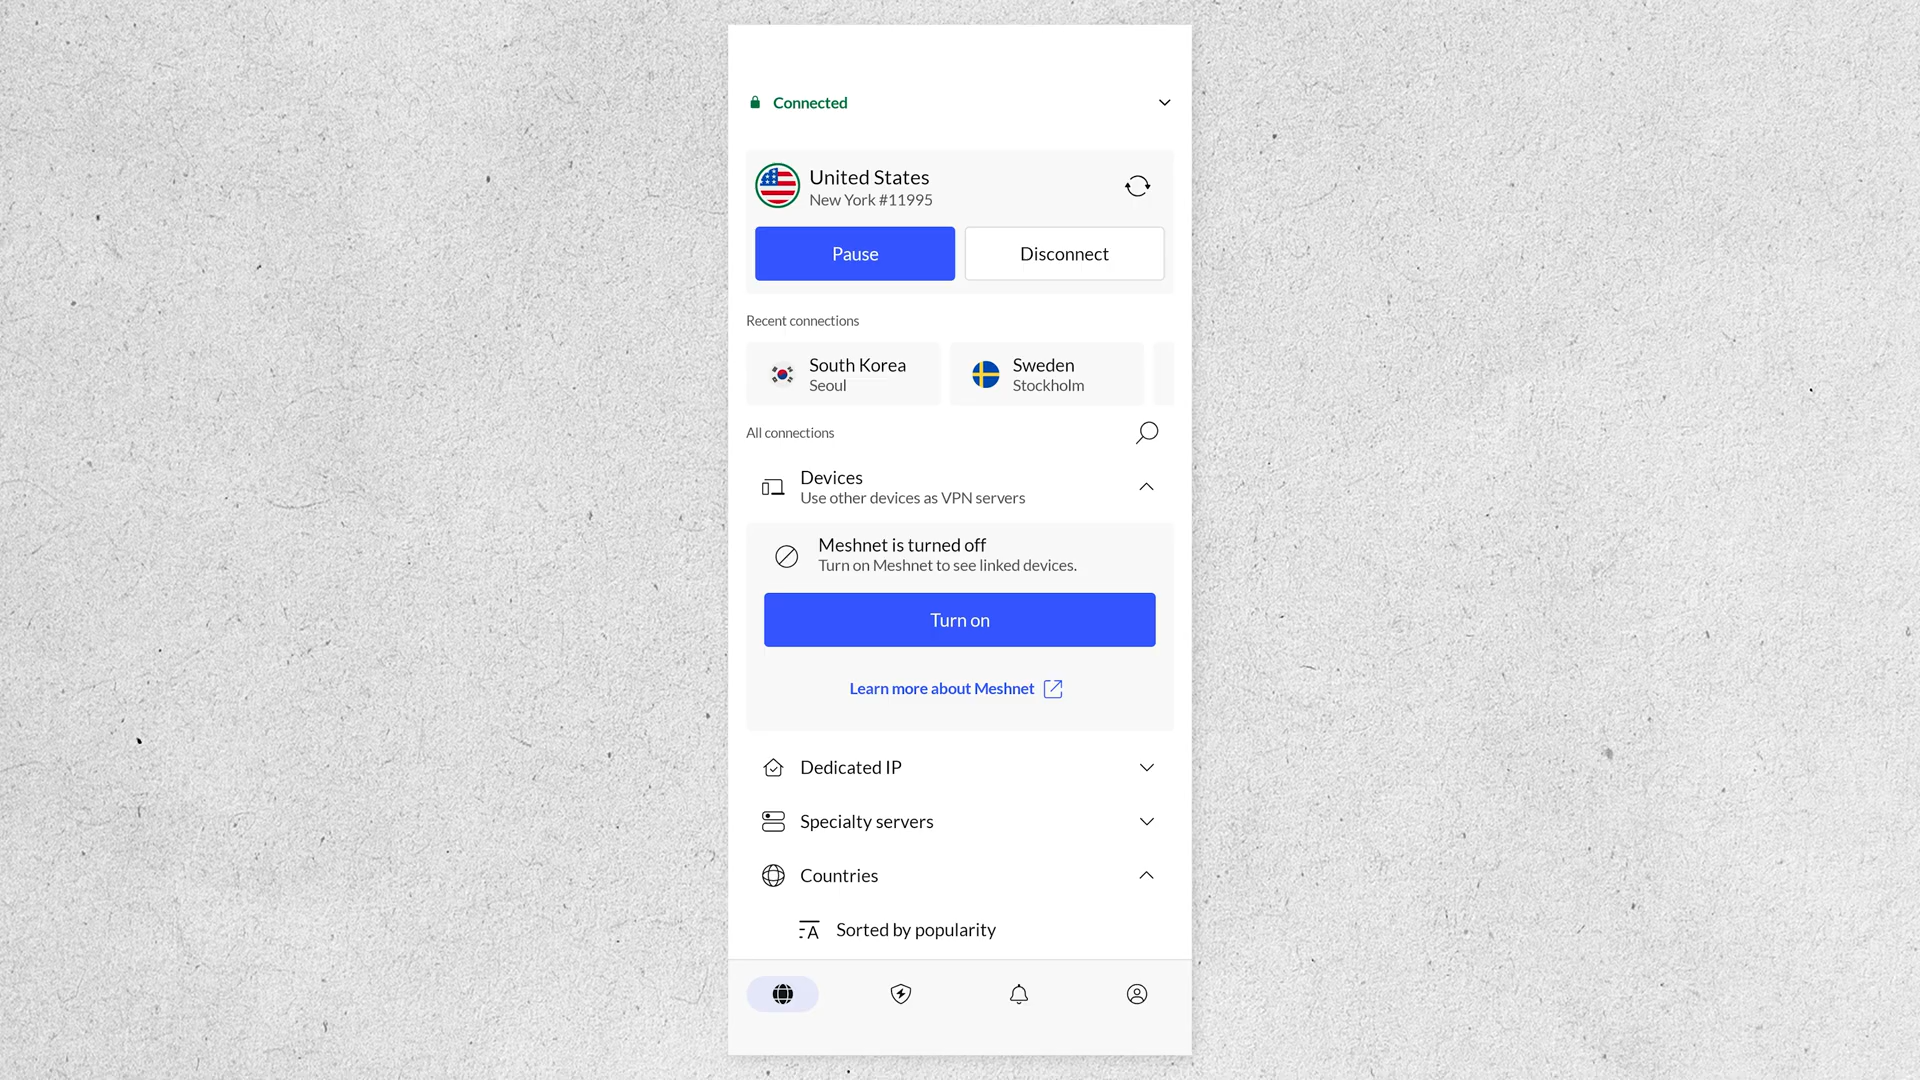 Connected
United States
New York #11995
Pause
Disconnect
Recent connections
South Korea
Seoul
Sweden
Stockholm
All connections
Devices
Use other devices as VPN servers
Meshnet is turned off
Turn on Meshnet to see linked devices.
Turn on
Learn more about Meshnet
Dedicated IP
Specialty servers
Countries
Sorted by popularity